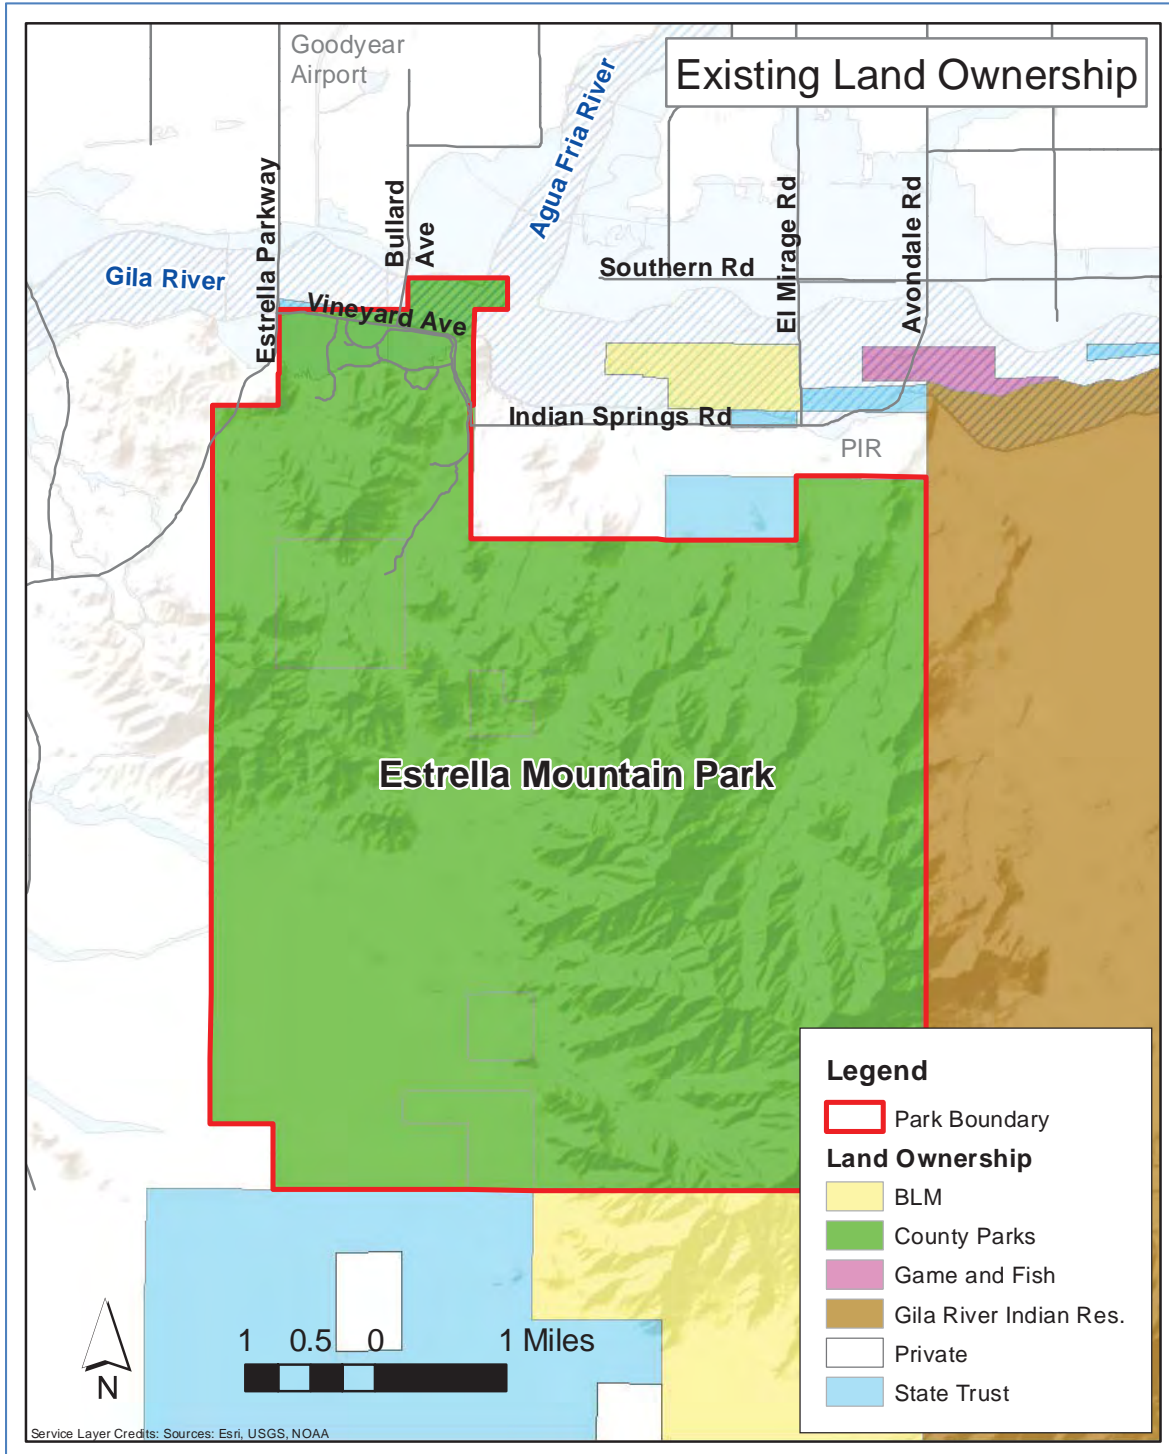 Existing Land Ownership
Goodyear
Airport
Agua Fria River
Estrella Parkway
Bullard
Ave
El Mirage Rd
Avondale Rd
Gila River
Southern Rd
Vineyard Ave
Indian Springs Rd
PIR
Estrella Mountain Park
Legend
Park Boundary
Land Ownership
BLM
County Parks
Game and Fish
Gila River Indian Res.
Private
State Trust
1 0.5 0 1 Miles
N
Service Layer Credits: Sources: Esri, USGS, NOAA